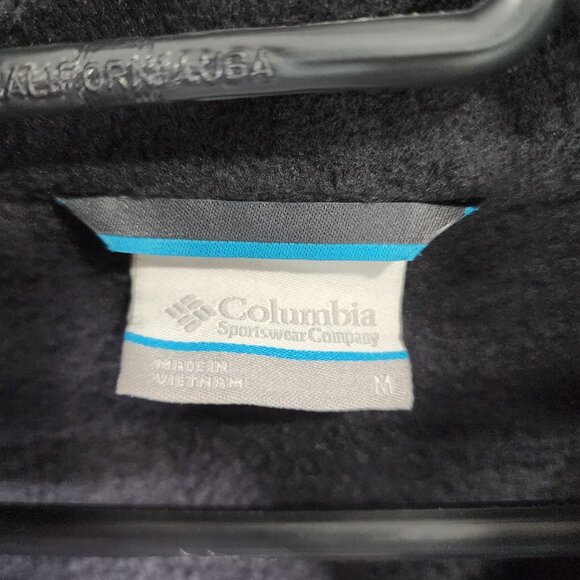 CALIFORNIA USA
Columbia
Sportswear Company
MADE IN
VIETNAM
M